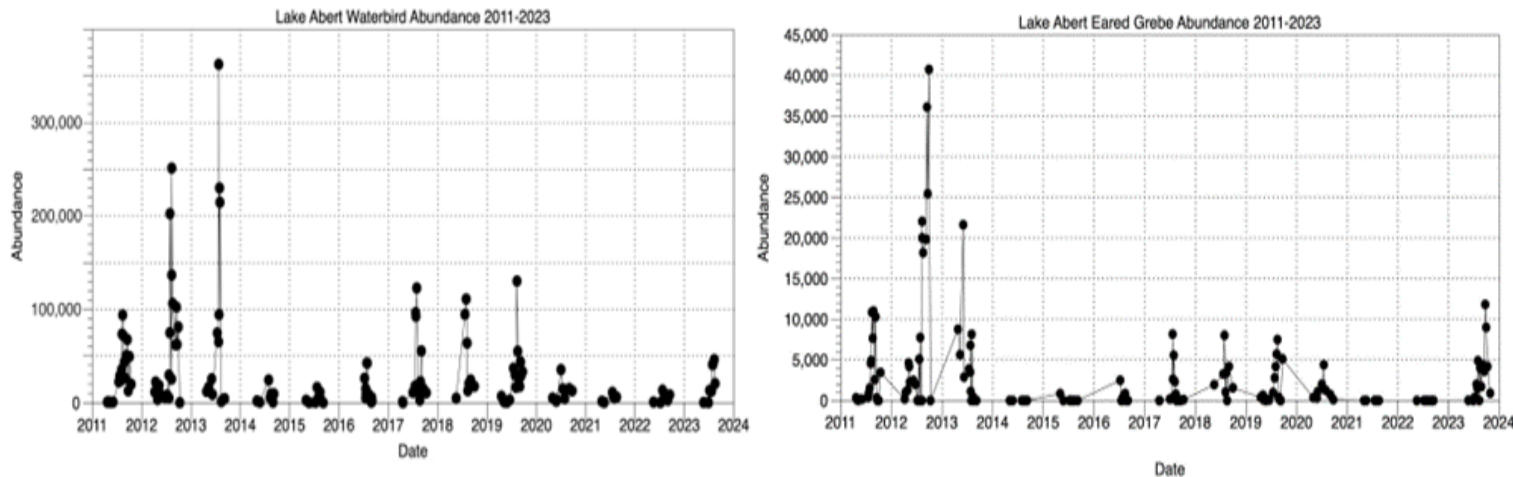 Lake Abert Waterbird Abundance 2011-2023
300,000
200,000
100,000
0
Abundance
2011 2012 2013 2014 2015 2016 2017 2018 2019 2020 2021 2022 2023 2024
Date
Lake Abert Eared Grebe Abundance 2011-2023
45,000
40,000
35,000
30,000
25,000
20,000
15,000
10,000
5,000
0
Abundance
2011 2012 2013 2014 2015 2016 2017 2018 2019 2020 2021 2022 2023 2024
Date